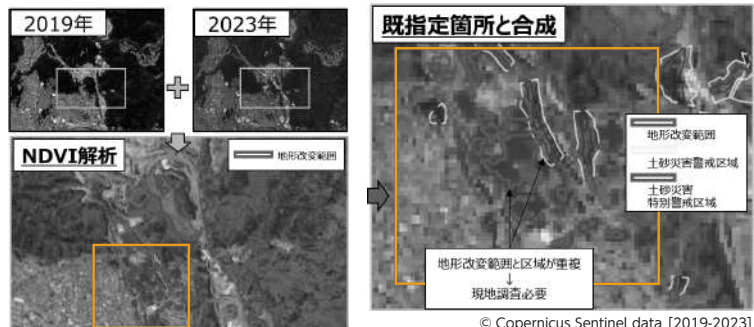 2019年
2023年
NDVI解析
地形改変範囲
既指定箇所と合成
地形改変範囲
土砂災害警戒区域
土砂災害
特別警戒区域
地形改変範囲と区域が重複
↓
現地調査必要
© Copernicus Sentinel data [2019-2023]